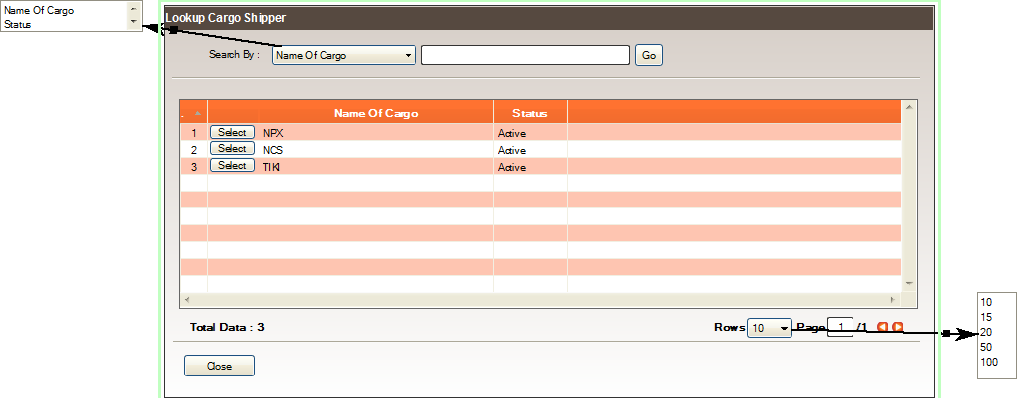 Name Of Cargo
Status
Lookup Cargo Shipper
Search By : Name Of Cargo Go
. Name Of Cargo Status
1 Select NPX Active
2 Select NCS Active
3 Select TIKI Active
Total Data : 3 Rows 10 Page 1 /1
Close
10
15
20
50
100